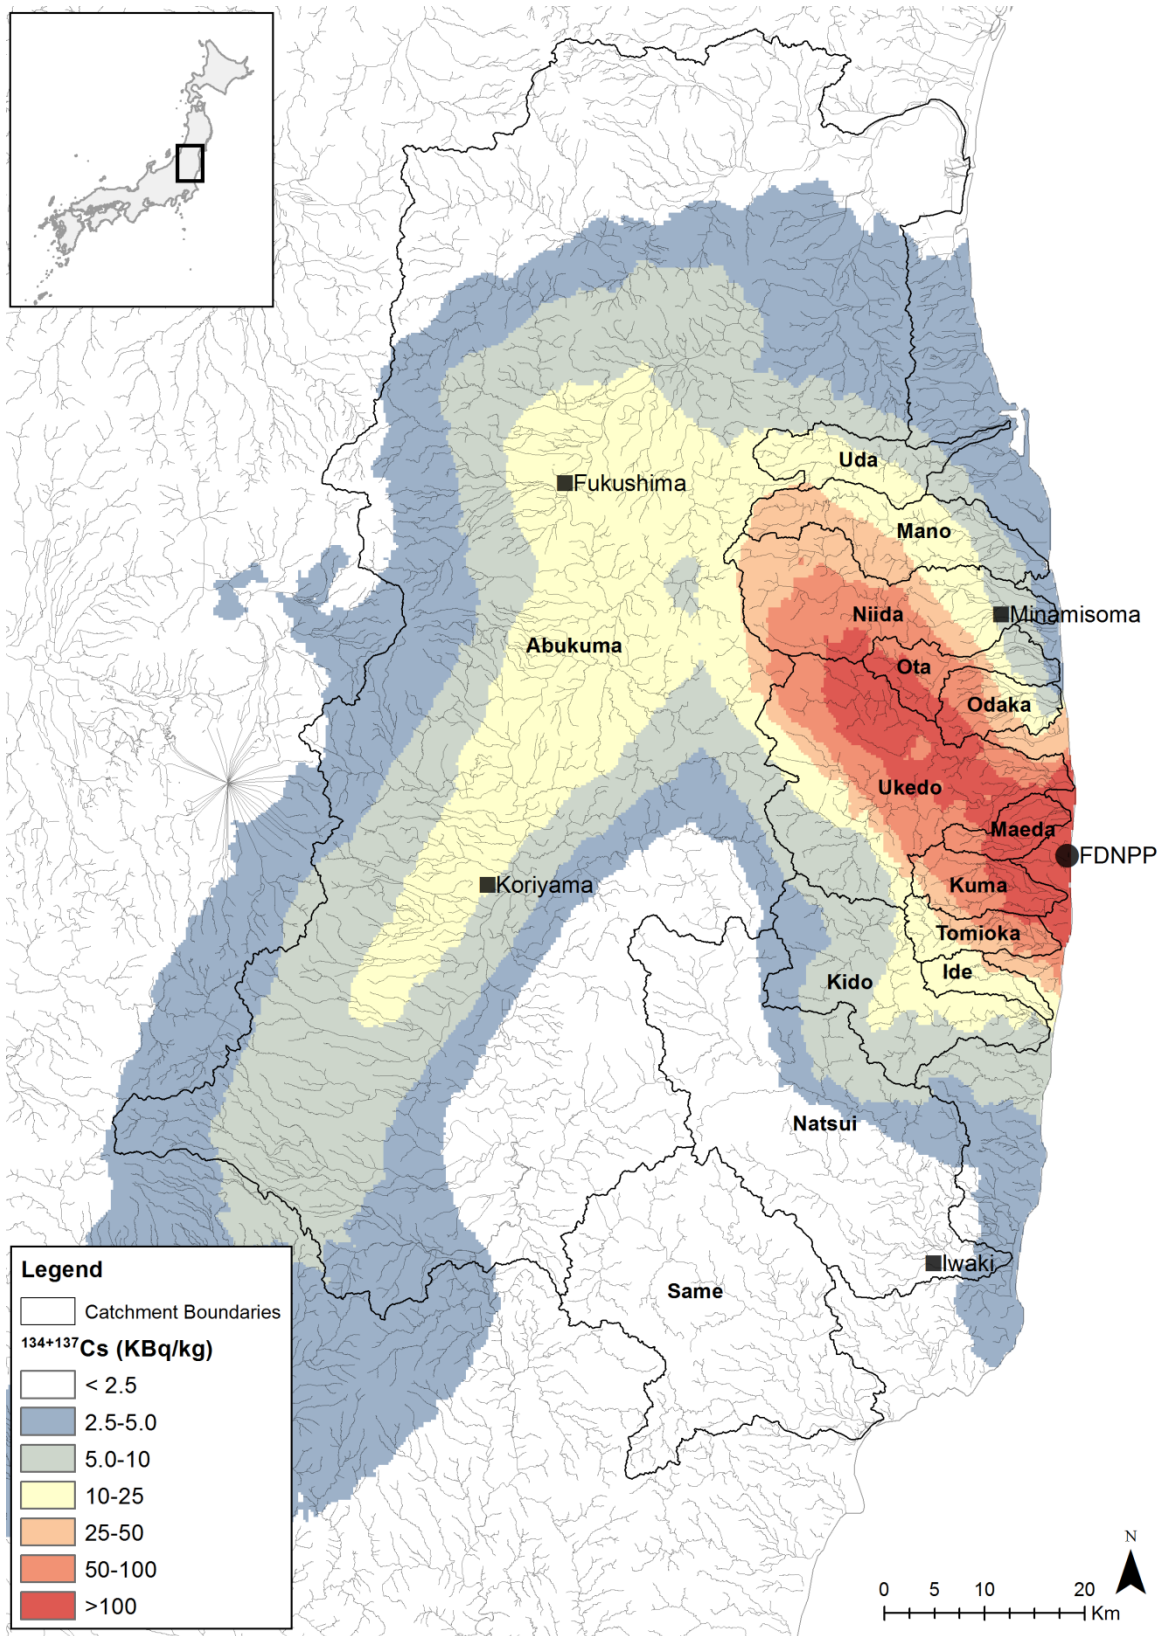 Uda
Fukushima
Mano
Niida
Minamisoma
Abukuma
Ota
Odaka
Ukedo
Maeda
FDNPP
Koriyama
Kuma
Tomioka
Ide
Kido
Natsui
Iwaki
Same
Legend
Catchment Boundaries
134+137Cs (KBq/kg)
< 2.5
2.5-5.0
5.0-10
10-25
25-50
50-100
>100
N
0 5 10 20
Km